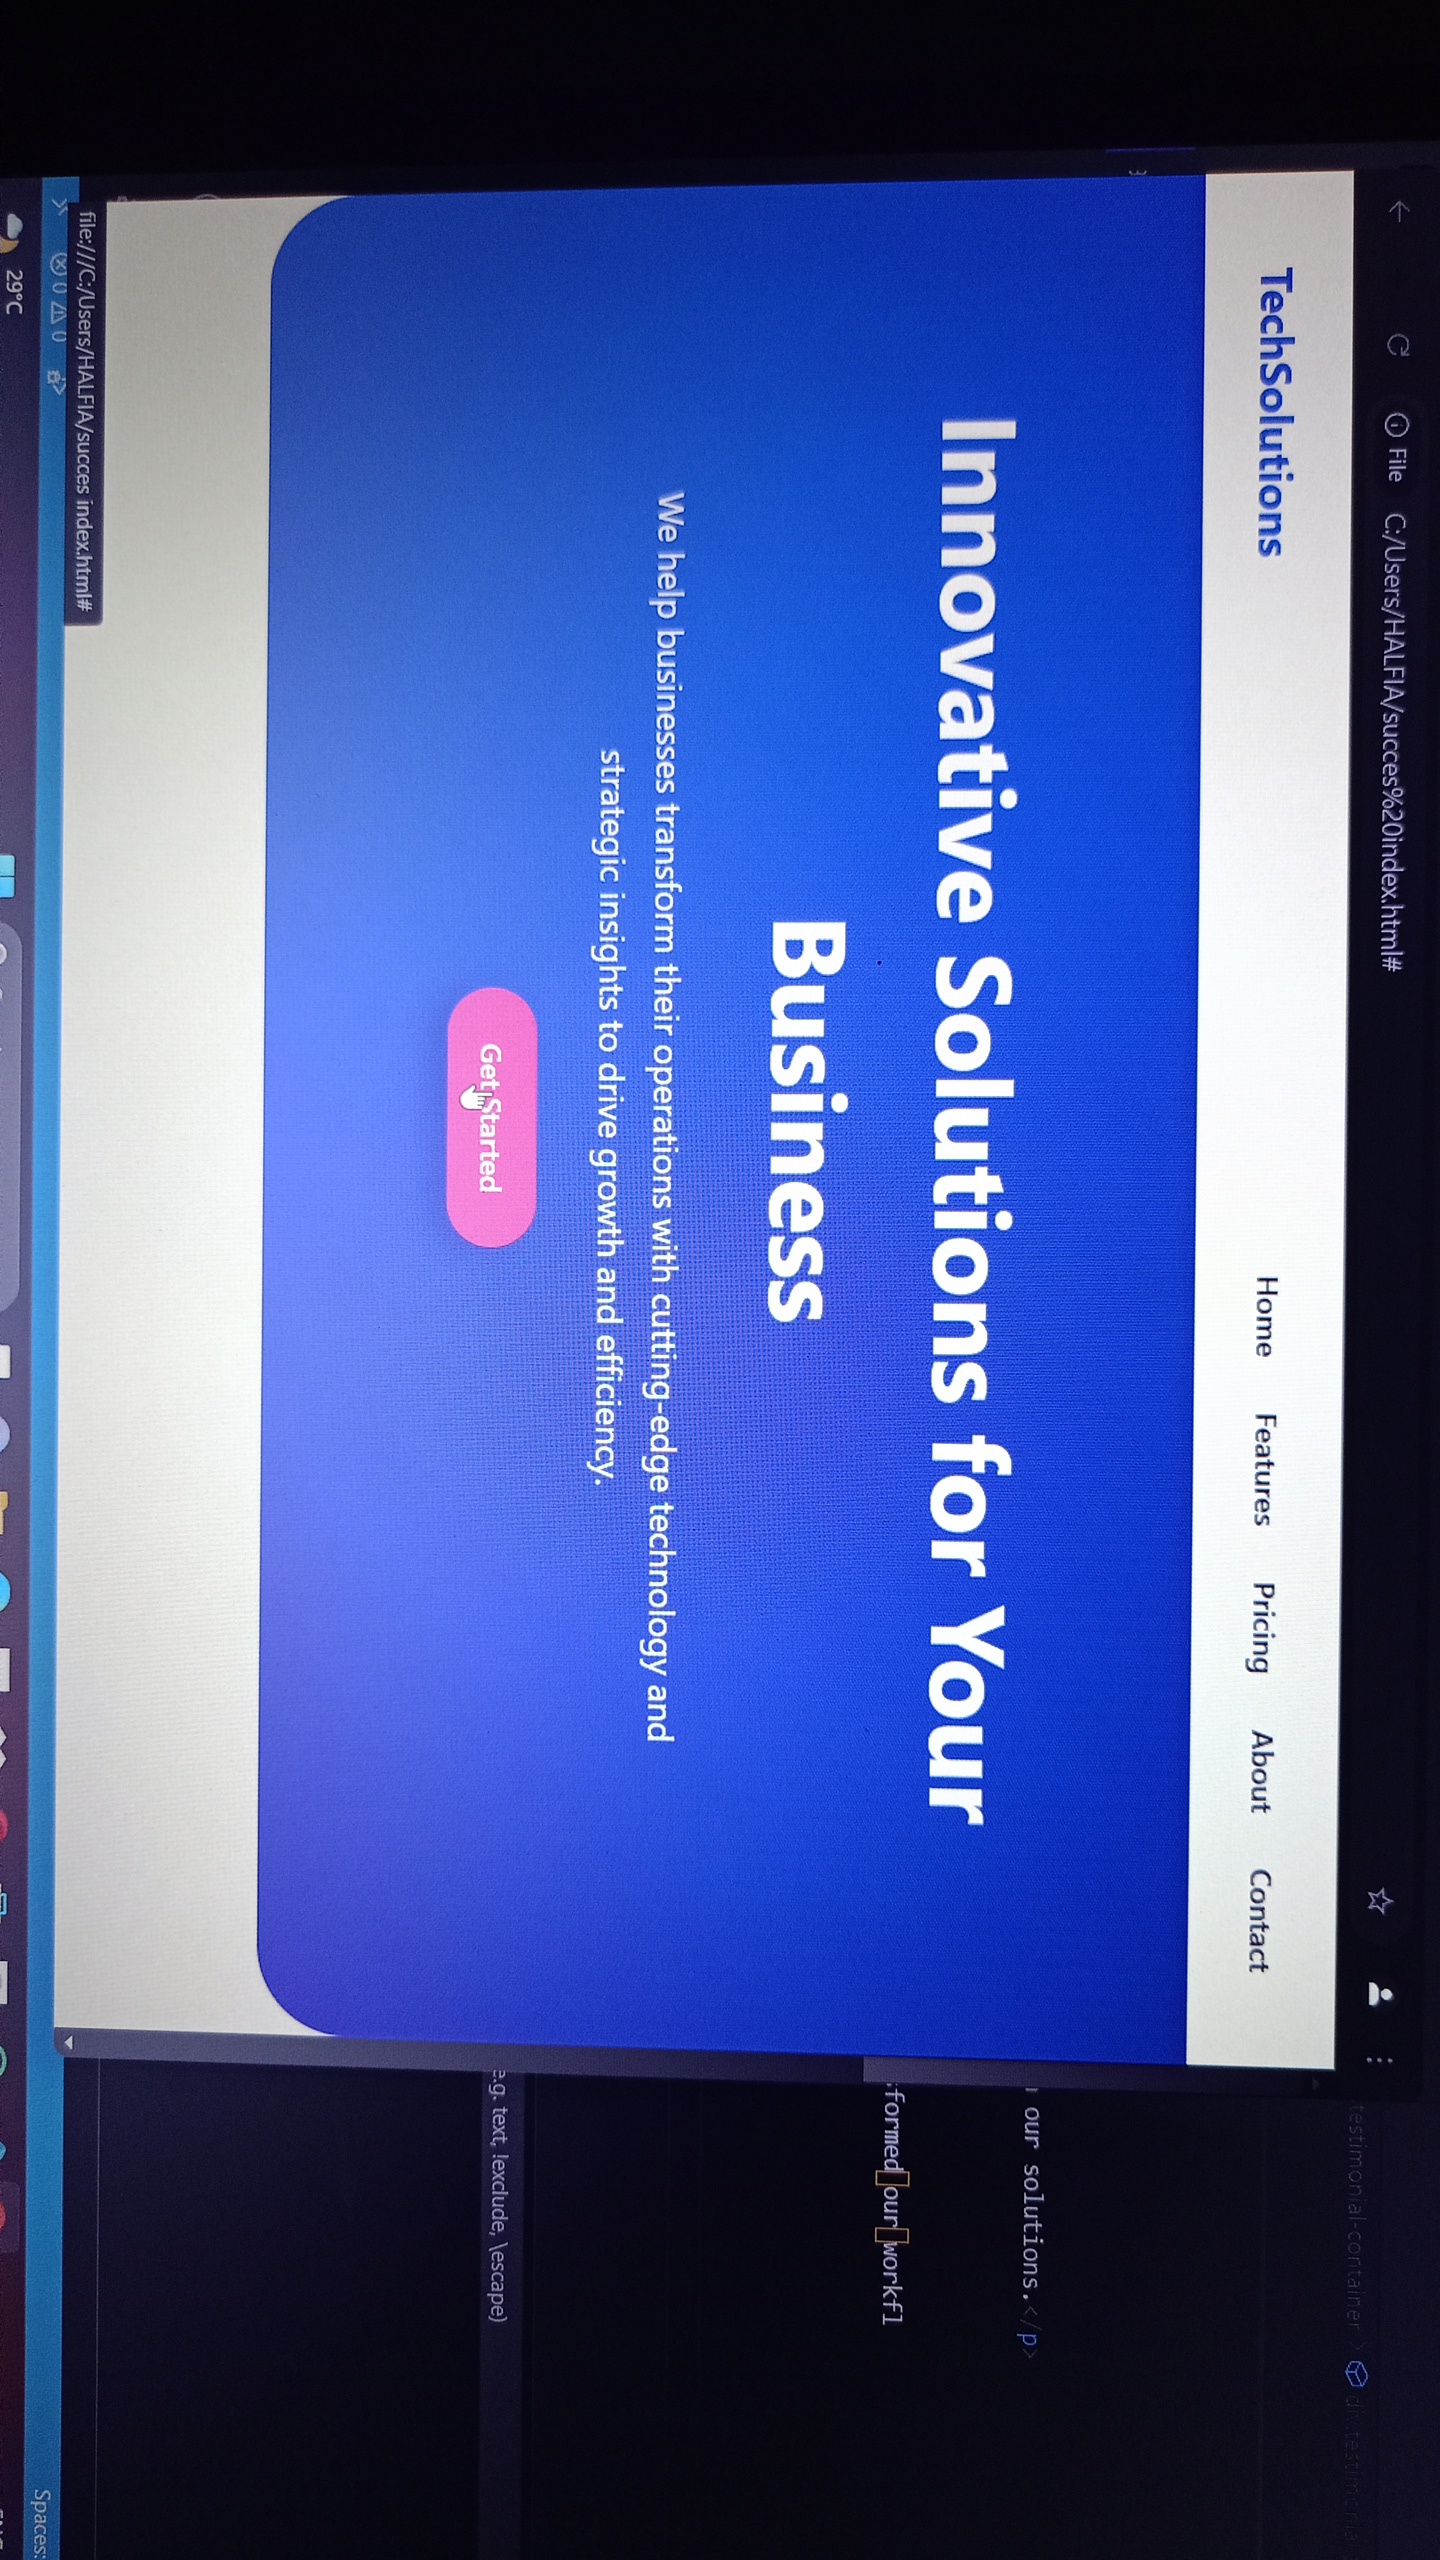 File C:/Users/HALFIA/succes%20index.html#
TechSolutions
Home Features Pricing About Contact
Innovative Solutions for Your
Business
We help businesses transform their operations with cutting-edge technology and
strategic insights to drive growth and efficiency.
Get Started
file:///C:/Users/HALFIA/succes index.html#
0 0
29°C
testimonial-container > div.testimonial
our solutions.</p>
formed our workfl
e.g. text, !exclude, \escape)
Spaces: